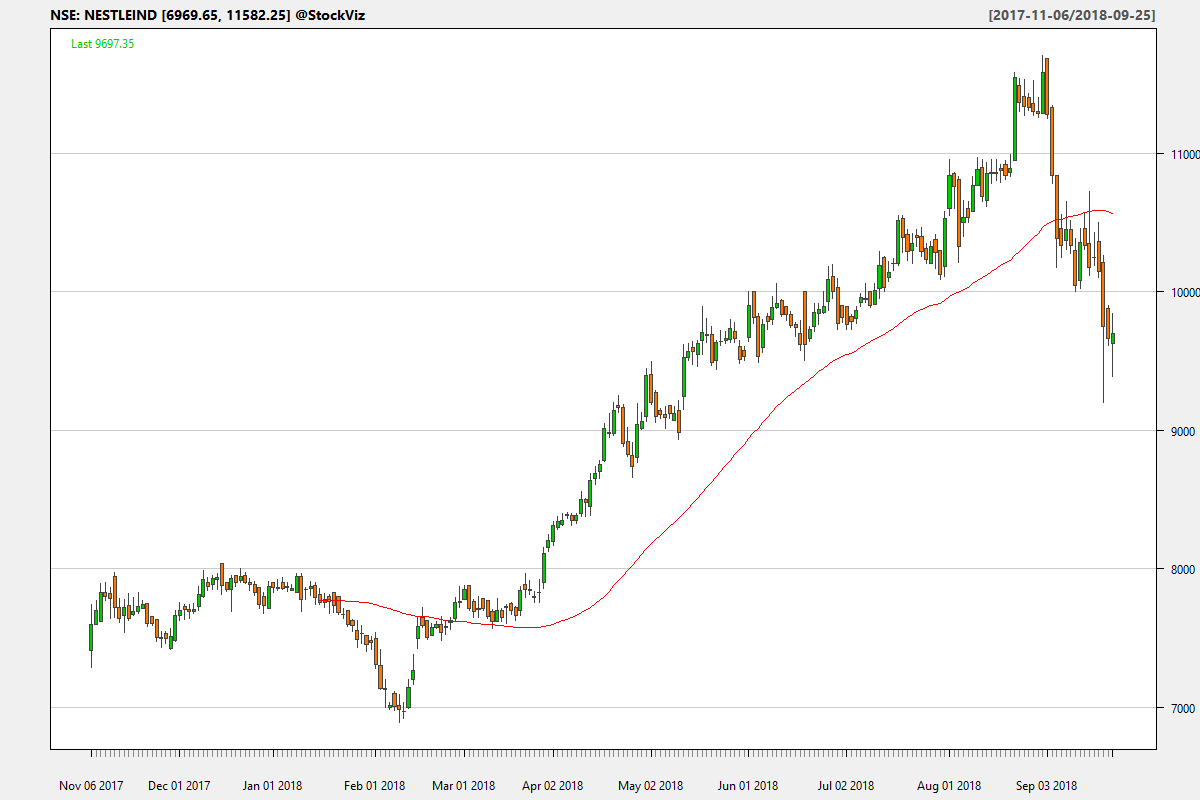 NSE: NESTLEIND [6969.65, 11582.25] @StockViz
[2017-11-06/2018-09-25]
Last 9697.35
11000
10000
9000
8000
7000
Nov 06 2017 Dec 01 2017 Jan 01 2018 Feb 01 2018 Mar 01 2018 Apr 02 2018 May 02 2018 Jun 01 2018 Jul 02 2018 Aug 01 2018 Sep 03 2018